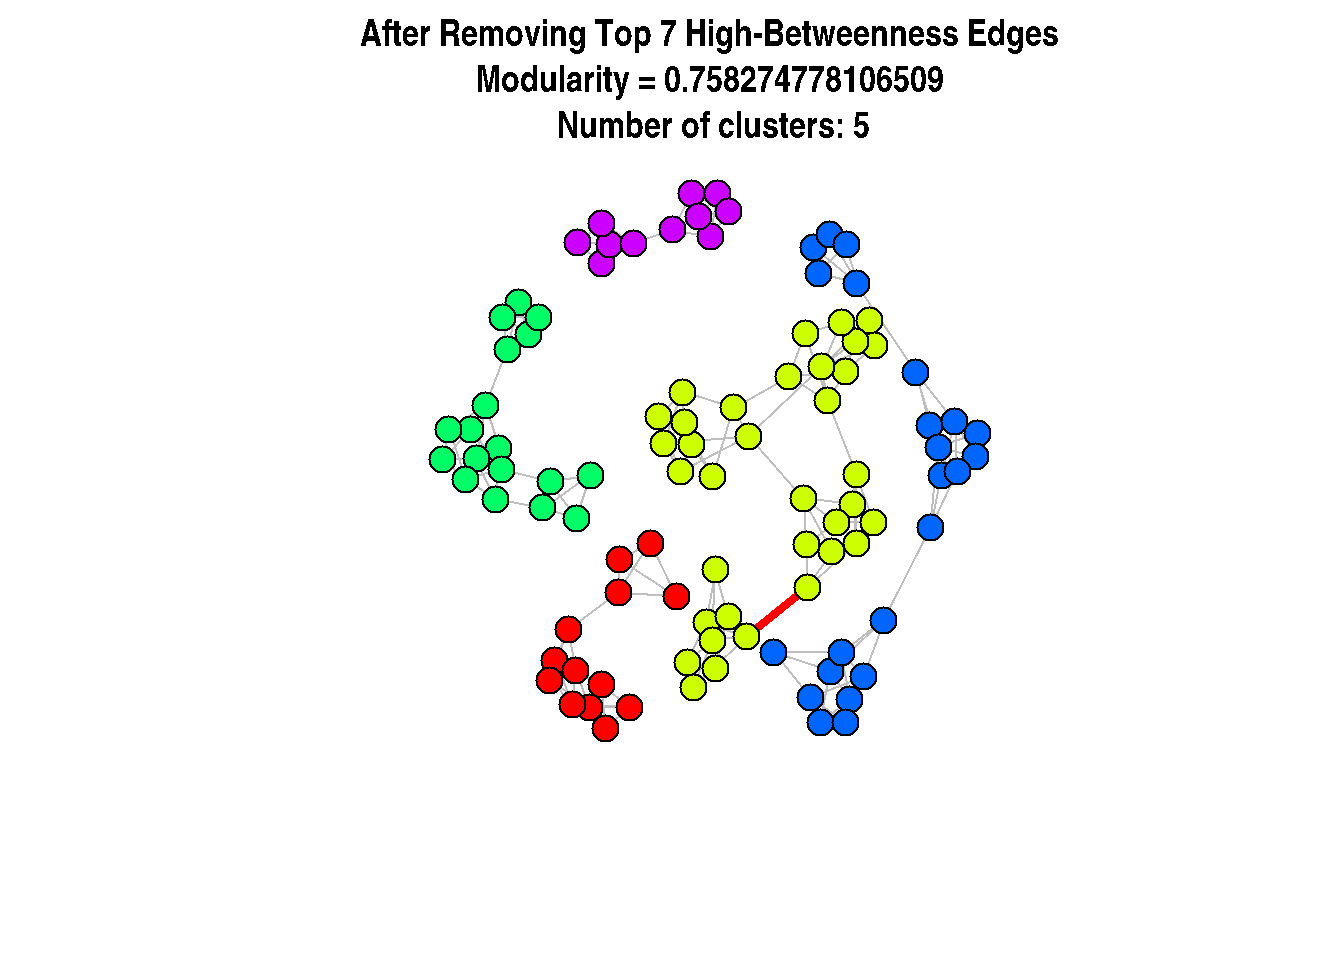 After Removing Top 7 High-Betweenness Edges
Modularity = 0.758274778106509
Number of clusters: 5